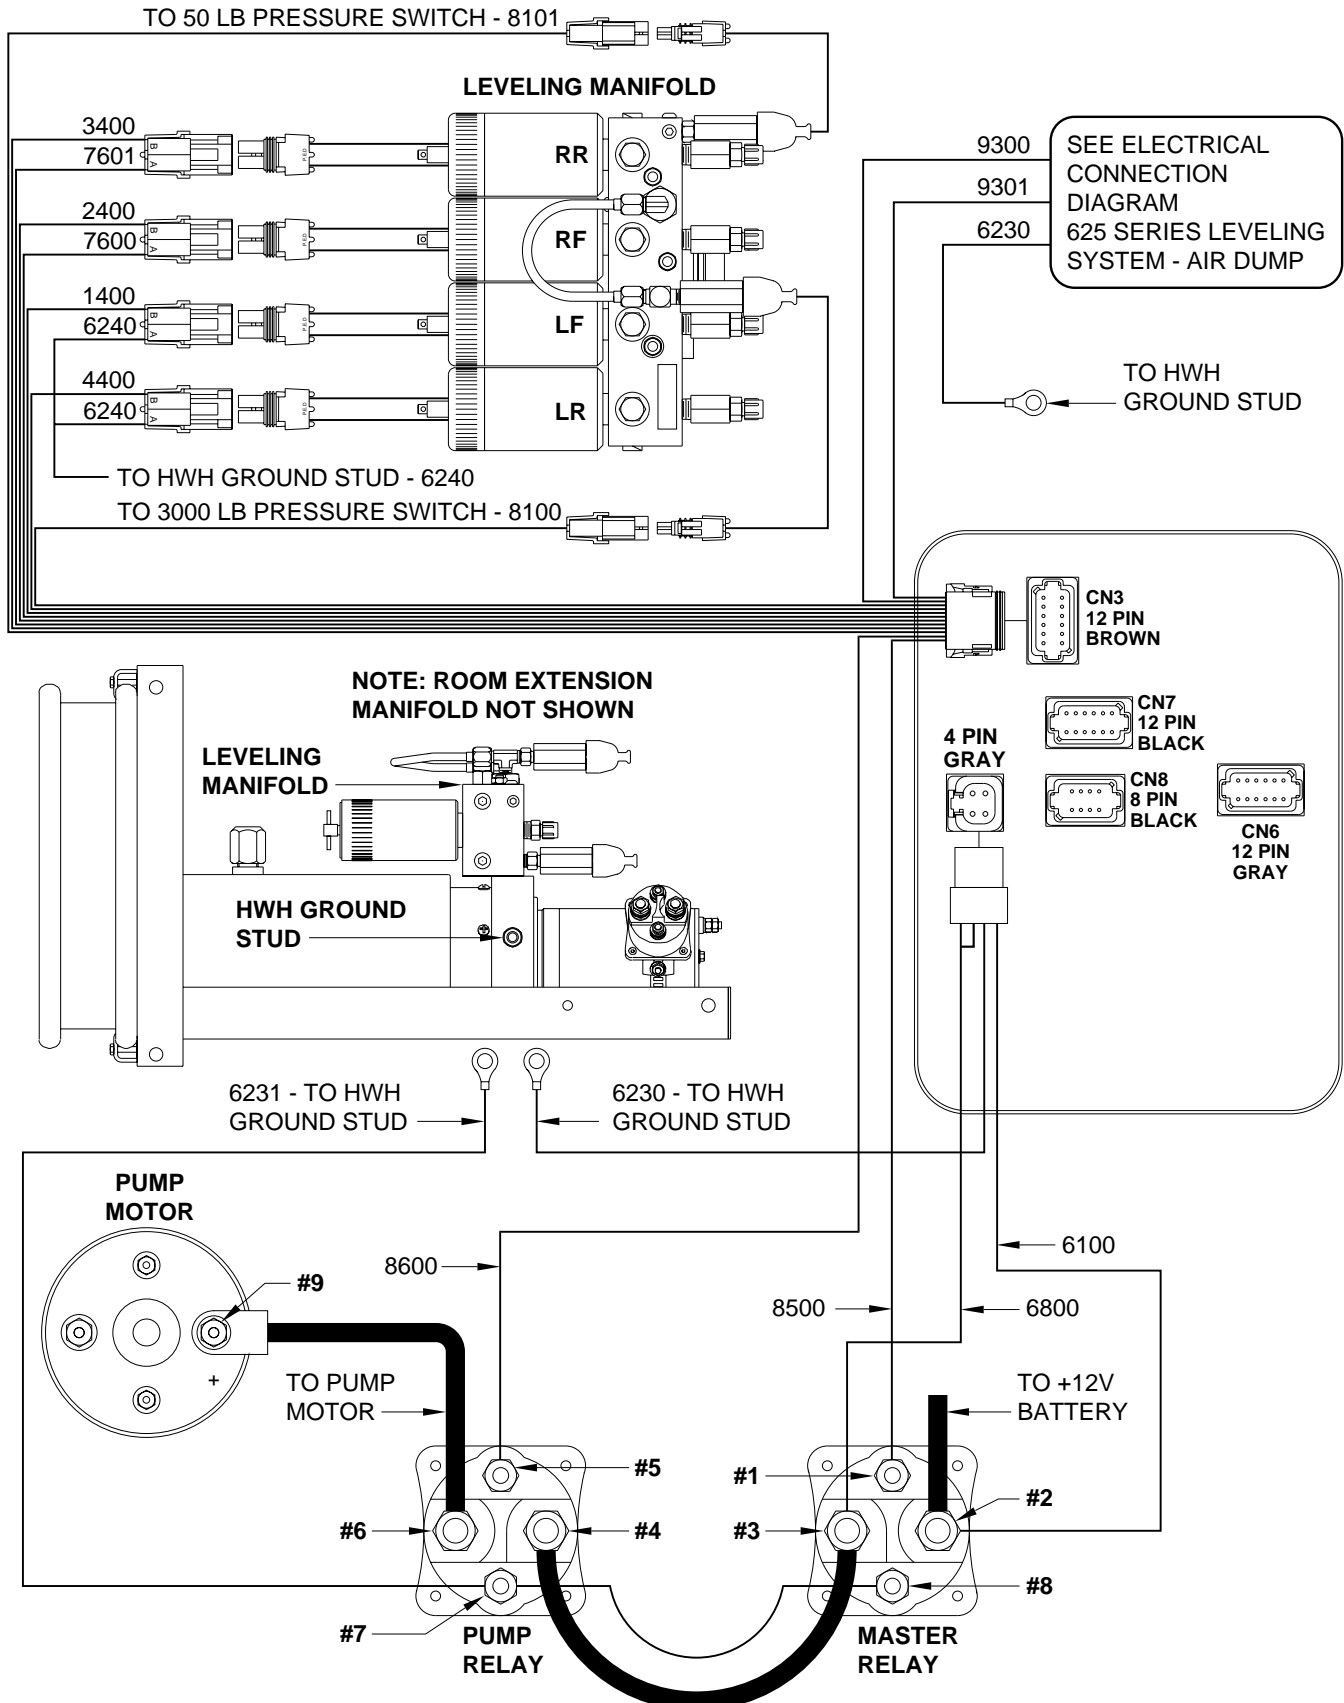 TO 50 LB PRESSURE SWITCH - 8101
LEVELING MANIFOLD
3400
7601
2400
7600
1400
6240
4400
6240
B
A
B
A
B
A
B
A
P.E.D
P.E.D
P.E.D
P.E.D
RR
RF
LF
LR
TO HWH GROUND STUD - 6240
TO 3000 LB PRESSURE SWITCH - 8100
9300
9301
6230
SEE ELECTRICAL
CONNECTION
DIAGRAM
625 SERIES LEVELING
SYSTEM - AIR DUMP
TO HWH
GROUND STUD
CN3
12 PIN
BROWN
CN7
12 PIN
BLACK
4 PIN
GRAY
CN8
8 PIN
BLACK
CN6
12 PIN
GRAY
NOTE: ROOM EXTENSION
MANIFOLD NOT SHOWN
LEVELING
MANIFOLD
HWH GROUND
STUD
6231 - TO HWH
GROUND STUD
6230 - TO HWH
GROUND STUD
PUMP
MOTOR
#9
+
8600
8500
6800
6100
TO PUMP
MOTOR
TO +12V
BATTERY
#5
#6
#4
#7
PUMP
RELAY
#1
#2
#3
#8
MASTER
RELAY